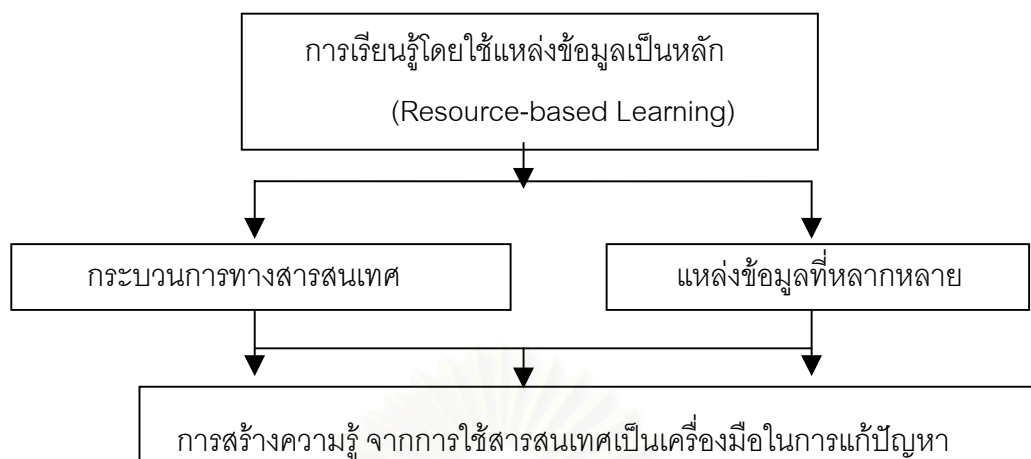 การเรียนรู้โดยใช้แหล่งข้อมูลเป็นหลัก
(Resource-based Learning)
กระบวนการทางสารสนเทศ
แหล่งข้อมูลที่หลากหลาย
การสร้างความรู้ จากการใช้สารสนเทศเป็นเครื่องมือในการแก้ปัญหา